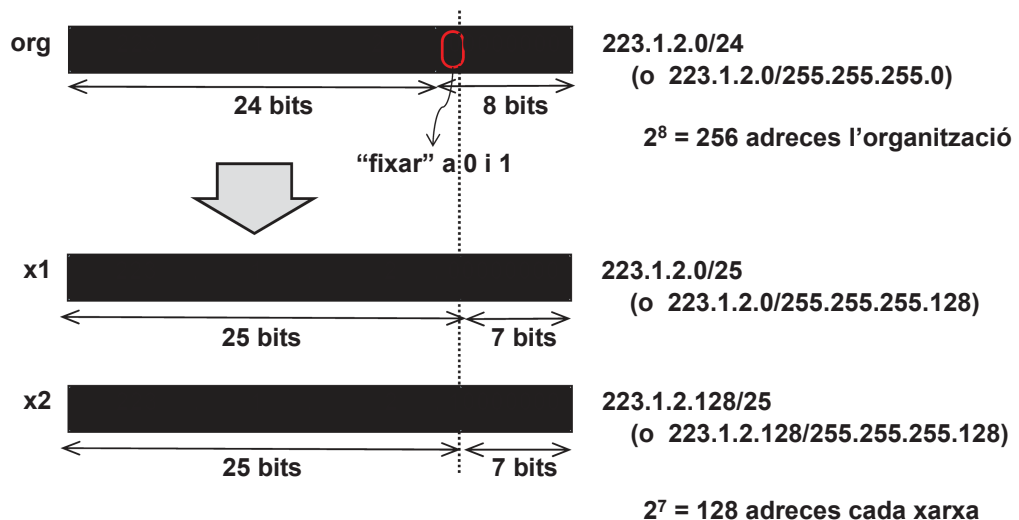 org
223.1.2.0/24
(o 223.1.2.0/255.255.255.0)
24 bits
8 bits
2⁸ = 256 adreces l'organització
“fixar” a 0 i 1
x1
223.1.2.0/25
(o 223.1.2.0/255.255.255.128)
25 bits
7 bits
x2
223.1.2.128/25
(o 223.1.2.128/255.255.255.128)
25 bits
7 bits
2⁷ = 128 adreces cada xarxa